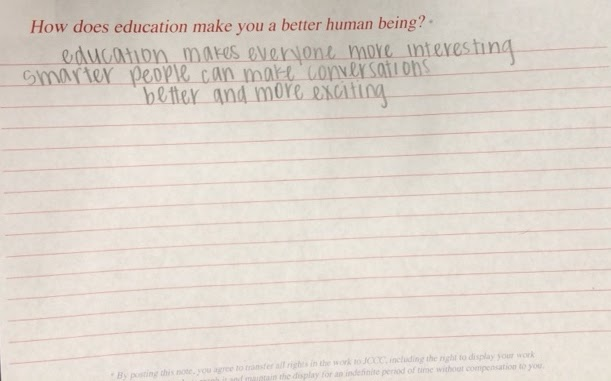 How does education make you a better human being? *
education makes everyone more interesting
smarter people can make conversations
better and more exciting
* By posting this note, you agree to transfer all rights in the work to JCCC, including the right to display your work
and maintain the display for an indefinite period of time without compensation to you.